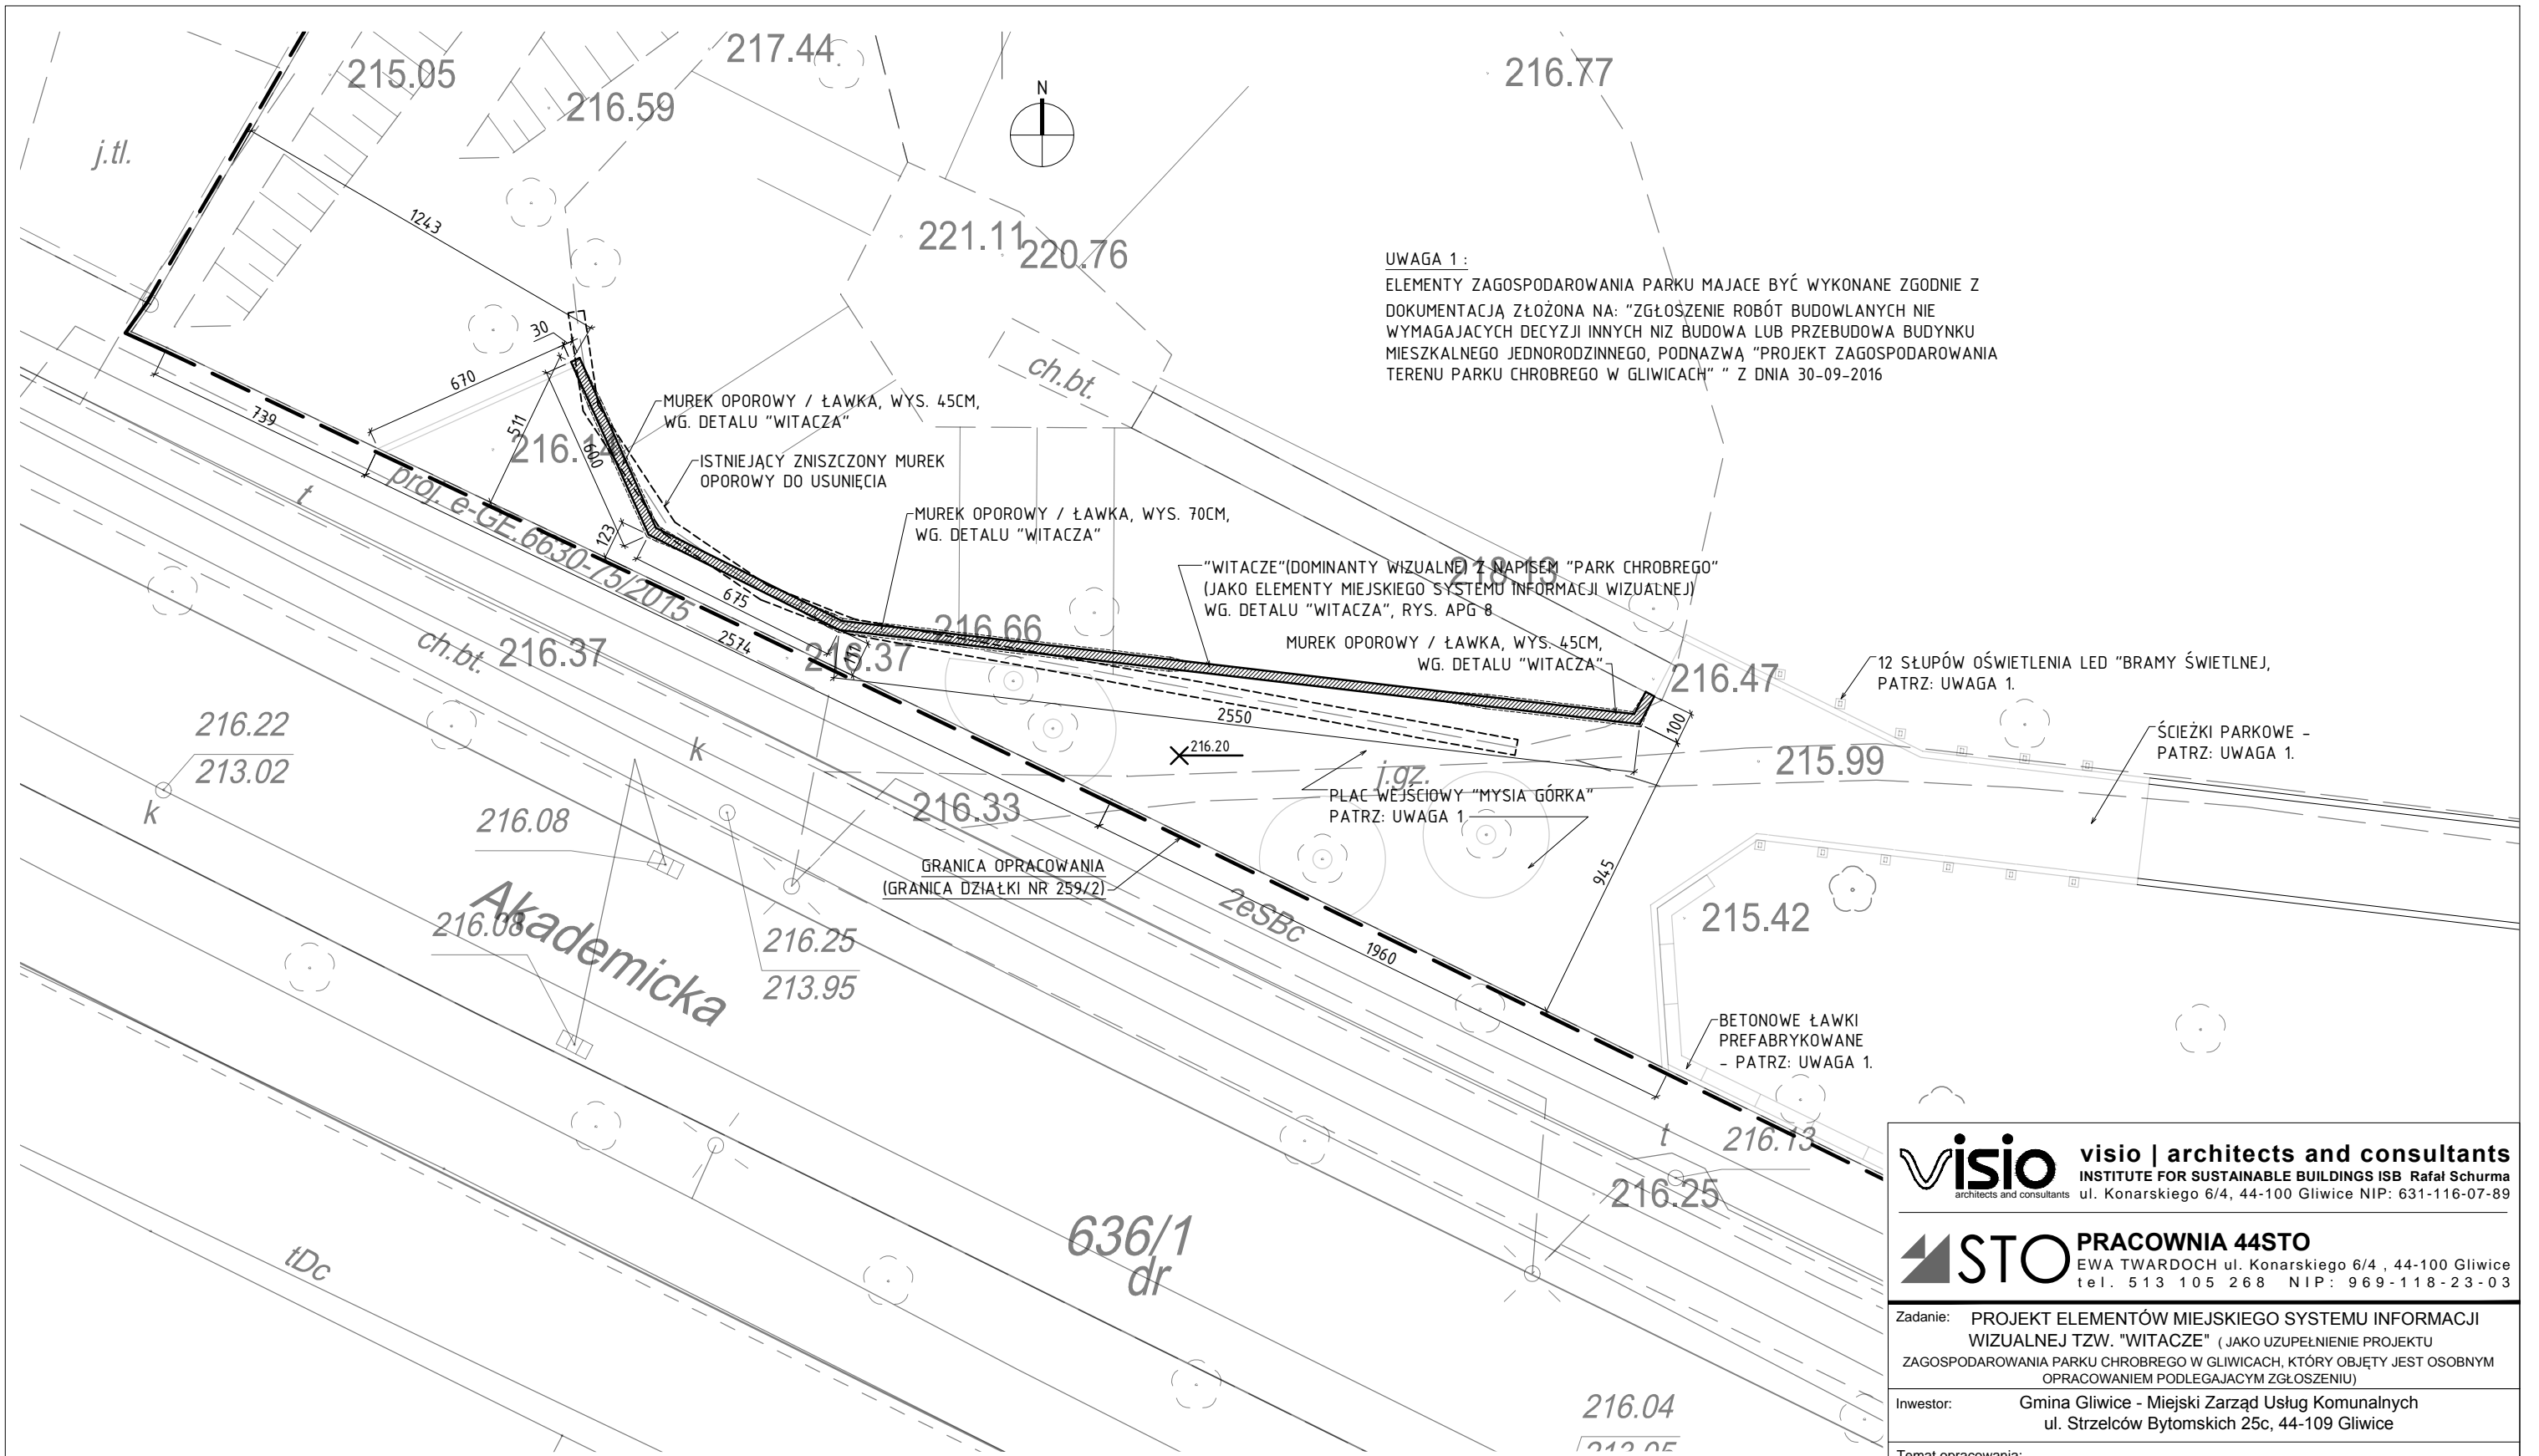 217.44
215.05
216.59
216.77
N
j.tl.
1243
221.11
220.76
UWAGA 1 :
ELEMENTY ZAGOSPODAROWANIA PARKU MAJACE BYĆ WYKONANE ZGODNIE Z
DOKUMENTACJĄ ZŁOŻONA NA: "ZGŁOSZENIE ROBÓT BUDOWLANYCH NIE
WYMAGAJACYCH DECYZJI INNYCH NIZ BUDOWA LUB PRZEBUDOWA BUDYNKU
MIESZKALNEGO JEDNORODZINNEGO, PODNAZWĄ "PROJEKT ZAGOSPODAROWANIA
TERENU PARKU CHROBREGO W GLIWICACH" " Z DNIA 30-09-2016
30
670
739
ch.bt.
MUREK OPOROWY / ŁAWKA, WYS. 45CM,
WG. DETALU "WITACZA"
511
600
ISTNIEJĄCY ZNISZCZONY MUREK
OPOROWY DO USUNIĘCIA
t
proj. e-GE.6630-75/2015
123
MUREK OPOROWY / ŁAWKA, WYS. 70CM,
WG. DETALU "WITACZA"
"WITACZE"(DOMINANTY WIZUALNE) Z NAPISEM "PARK CHROBREGO"
(JAKO ELEMENTY MIEJSKIEGO SYSTEMU INFORMACJI WIZUALNEJ)
WG. DETALU "WITACZA", RYS. APG 8
218.13
675
2574
216.66
216.37
111
ch.bt.
216.37
MUREK OPOROWY / ŁAWKA, WYS. 45CM,
WG. DETALU "WITACZA"
216.47
12 SŁUPÓW OŚWIETLENIA LED "BRAMY ŚWIETLNEJ,
PATRZ: UWAGA 1.
100
2550
216.20
ŚCIEŻKI PARKOWE -
PATRZ: UWAGA 1.
216.22
213.02
k
k
215.99
j.gz.
PLAC WEJŚCIOWY "MYSIA GÓRKA"
PATRZ: UWAGA 1
216.33
216.08
GRANICA OPRACOWANIA
(GRANICA DZIAŁKI NR 259/2)
945
2eSBc
215.42
216.08
Akademicka
216.25
213.95
1960
BETONOWE ŁAWKI
PREFABRYKOWANE
- PATRZ: UWAGA 1.
t
216.13
216.25
636/1
dr
tDc
216.04
visio
architects and consultants
visio | architects and consultants
INSTITUTE FOR SUSTAINABLE BUILDINGS ISB Rafał Schurma
ul. Konarskiego 6/4, 44-100 Gliwice NIP: 631-116-07-89
STO
PRACOWNIA 44STO
EWA TWARDOCH ul. Konarskiego 6/4 , 44-100 Gliwice
tel. 513 105 268 NIP: 969-118-23-03
Zadanie: PROJEKT ELEMENTÓW MIEJSKIEGO SYSTEMU INFORMACJI
WIZUALNEJ TZW. "WITACZE" ( JAKO UZUPEŁNIENIE PROJEKTU
ZAGOSPODAROWANIA PARKU CHROBREGO W GLIWICACH, KTÓRY OBJĘTY JEST OSOBNYM
OPRACOWANIEM PODLEGAJACYM ZGŁOSZENIU)
Inwestor: Gmina Gliwice - Miejski Zarząd Usług Komunalnych
ul. Strzelców Bytomskich 25c, 44-109 Gliwice
Temat opracowania: